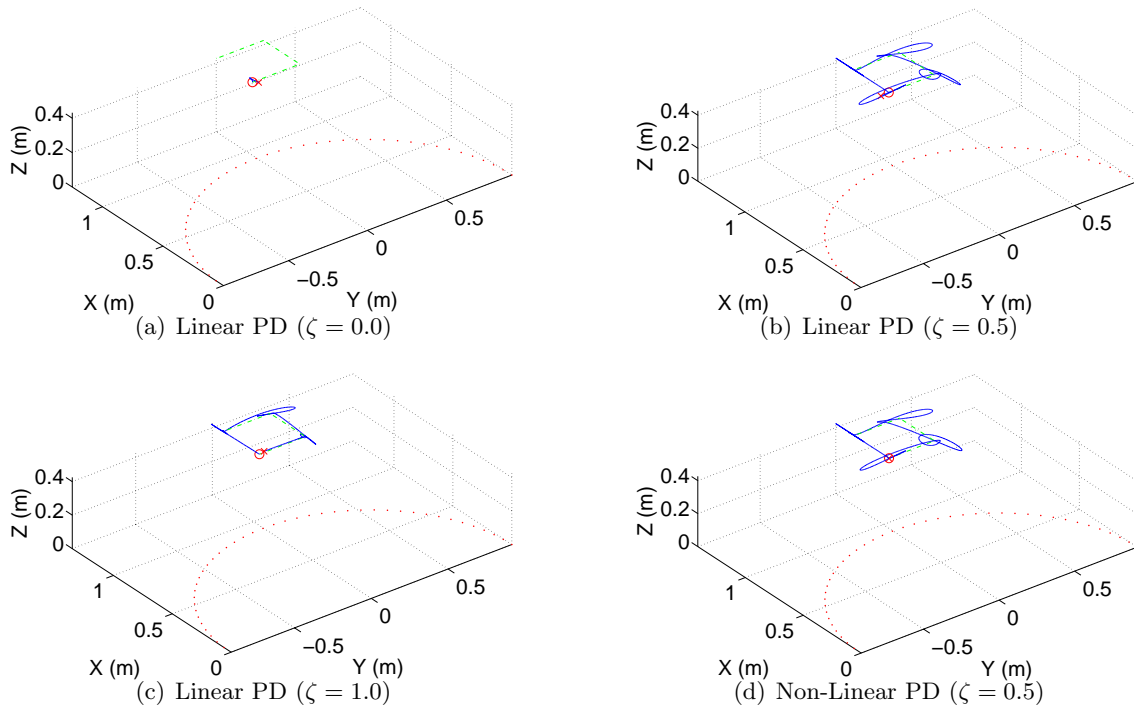 0.4
0.2
0
Z (m)
1
0.5
0
X (m)
−0.5
0
0.5
Y (m)
(a) Linear PD (ζ = 0.0)
0.4
0.2
0
Z (m)
1
0.5
0
X (m)
−0.5
0
0.5
Y (m)
(b) Linear PD (ζ = 0.5)
0.4
0.2
0
Z (m)
1
0.5
0
X (m)
−0.5
0
0.5
Y (m)
(c) Linear PD (ζ = 1.0)
0.4
0.2
0
Z (m)
1
0.5
0
X (m)
−0.5
0
0.5
Y (m)
(d) Non-Linear PD (ζ = 0.5)